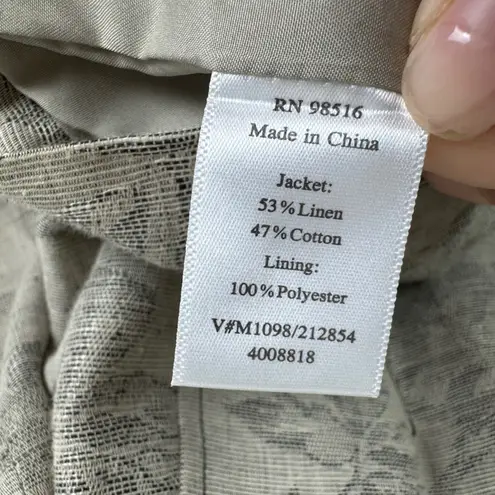 RN 98516
Made in China
Jacket:
53%Linen
47%Cotton
Lining:
100%Polyester
V#M1098/212854
4008818